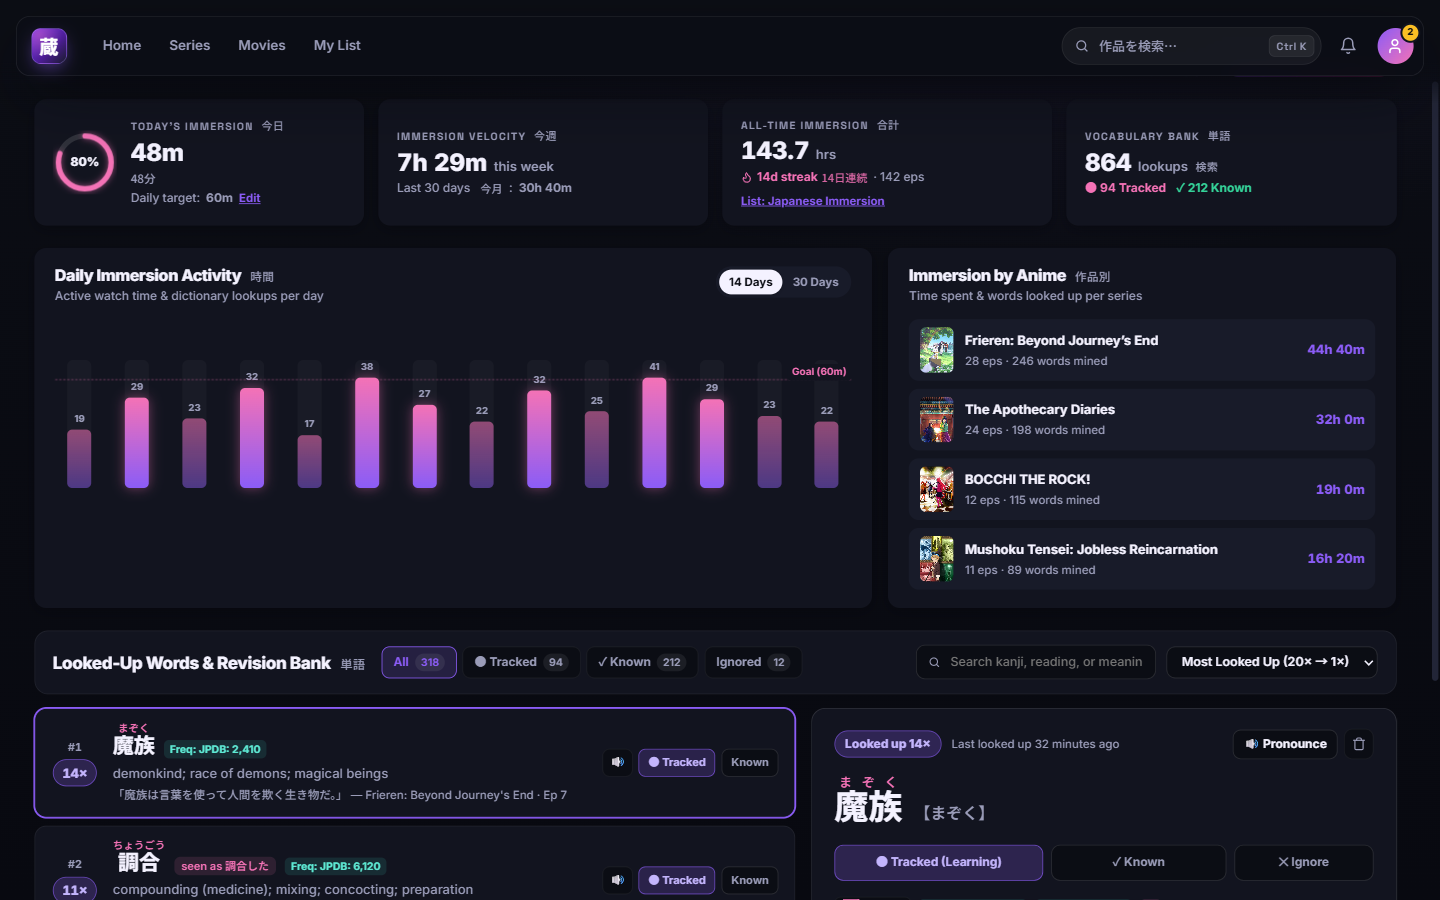 蔵
Home
Series
Movies
My List
作品を検索…
Ctrl K
2
80%
TODAY'S IMMERSION 今日
48m
48分
Daily target: 60m Edit
IMMERSION VELOCITY 今週
7h 29m this week
Last 30 days 今月 : 30h 40m
ALL-TIME IMMERSION 合計
143.7 hrs
14d streak 14日連続 · 142 eps
List: Japanese Immersion
VOCABULARY BANK 単語
864 lookups 検索
94 Tracked ✓ 212 Known
Daily Immersion Activity 時間
Active watch time & dictionary lookups per day
14 Days
30 Days
Goal (60m)
19
29
23
32
17
38
27
22
32
25
41
29
23
22
Immersion by Anime 作品別
Time spent & words looked up per series
Frieren: Beyond Journey's End
28 eps · 246 words mined
44h 40m
The Apothecary Diaries
24 eps · 198 words mined
32h 0m
BOCCHI THE ROCK!
12 eps · 115 words mined
19h 0m
Mushoku Tensei: Jobless Reincarnation
11 eps · 89 words mined
16h 20m
Looked-Up Words & Revision Bank 単語
All 318
Tracked 94
✓ Known 212
Ignored 12
Search kanji, reading, or meanin
Most Looked Up (20× → 1×)
#1
14×
まぞく
魔族 Freq: JPDB: 2,410
demonkind; race of demons; magical beings
「魔族は言葉を使って人間を欺く生き物だ。」 — Frieren: Beyond Journey's End · Ep 7
Tracked
Known
#2
11×
ちょうごう
調合 seen as 調合した Freq: JPDB: 6,120
compounding (medicine); mixing; concocting; preparation
Tracked
Known
Looked up 14×
Last looked up 32 minutes ago
Pronounce
まぞく
魔族 【まぞく】
Tracked (Learning)
✓ Known
✕ Ignore